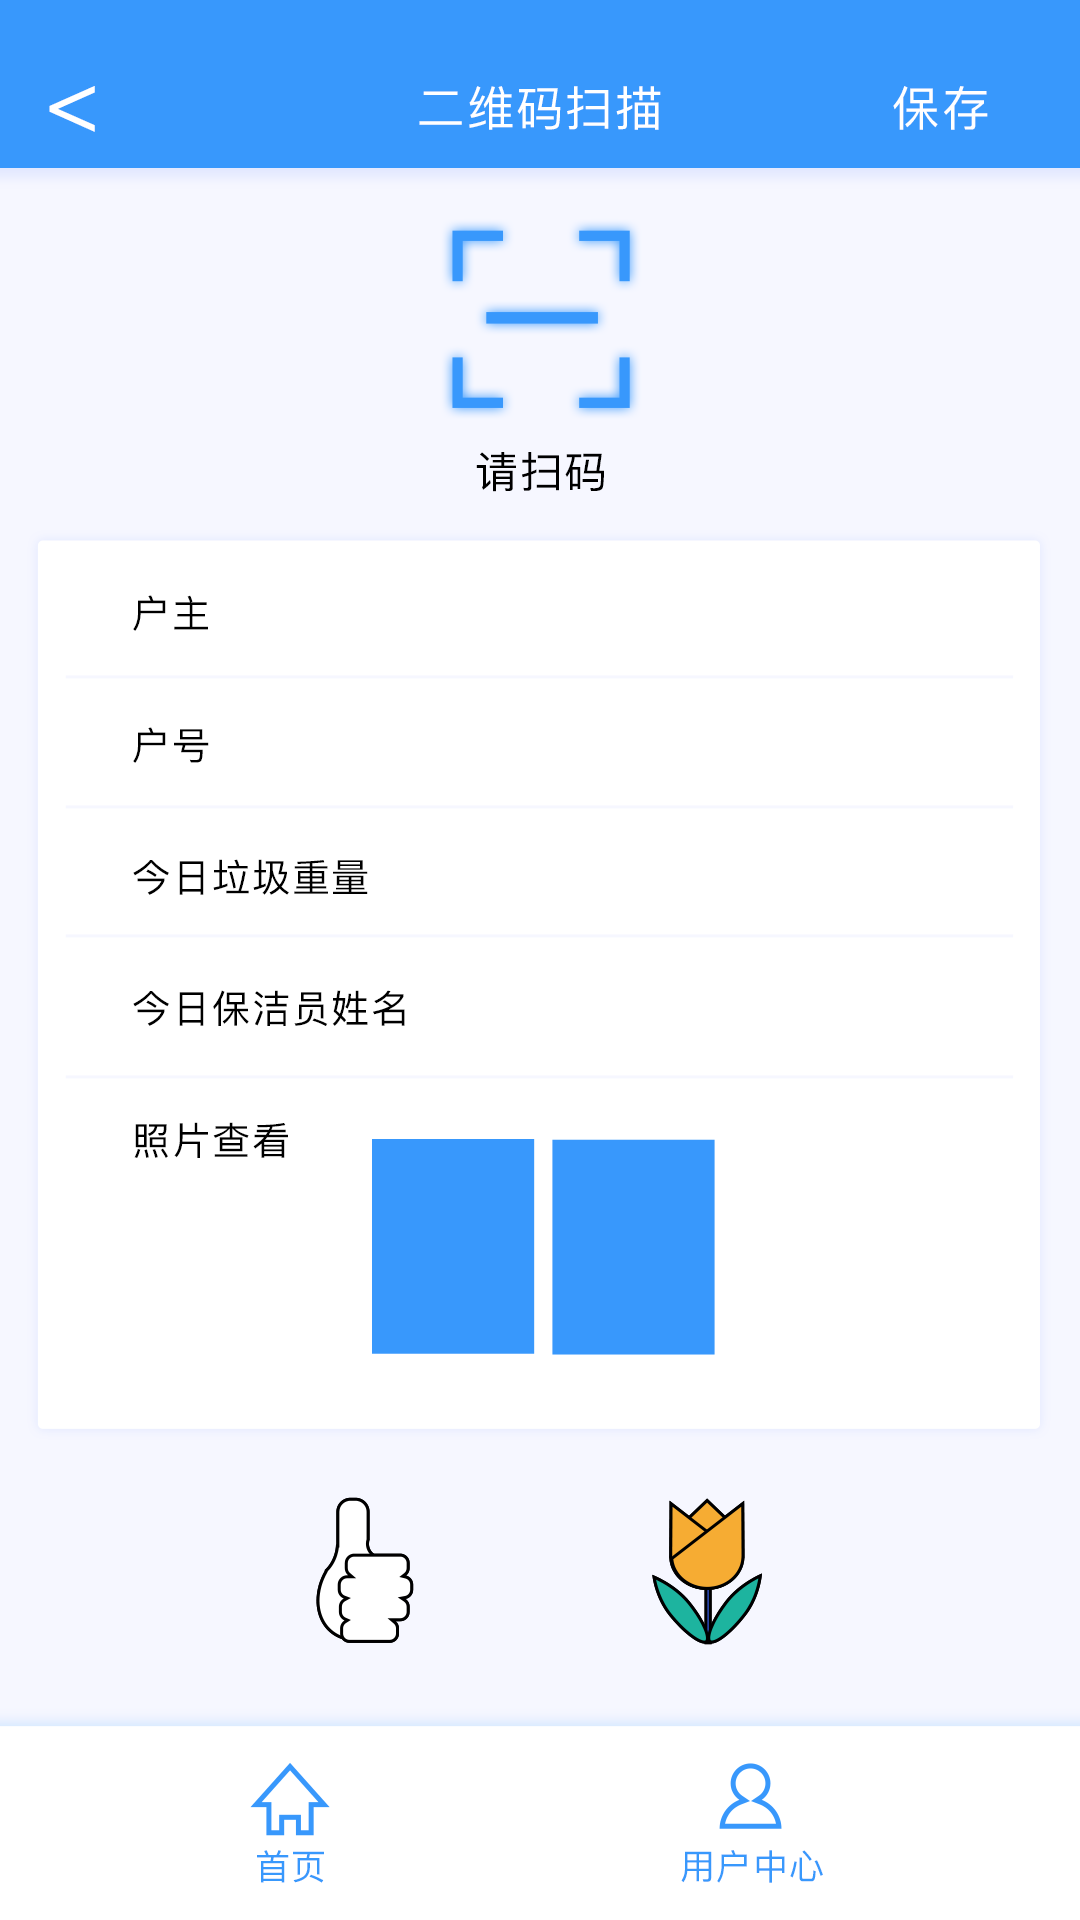 < 二维码扫描 保存
请扫码
户主
户号
今日垃圾重量
今日保洁员姓名
照片查看
首页 用户中心